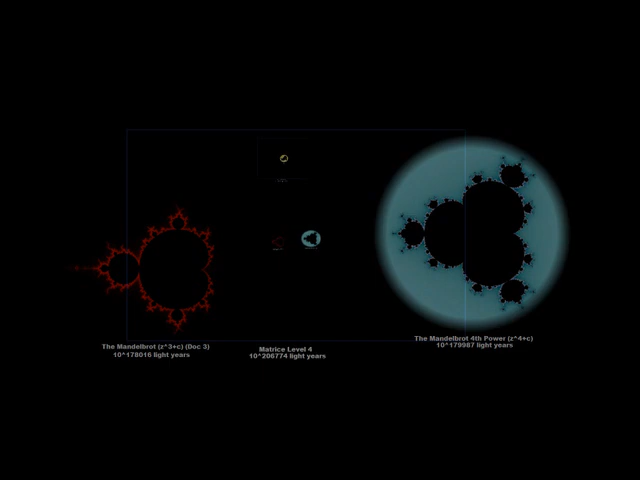 The Mandelbrot (z^3+c) (Doc 3)
10^178016 light years
Matrice Level 4
10^206774 light years
The Mandelbrot 4th Power (z^4+c)
10^179987 light years